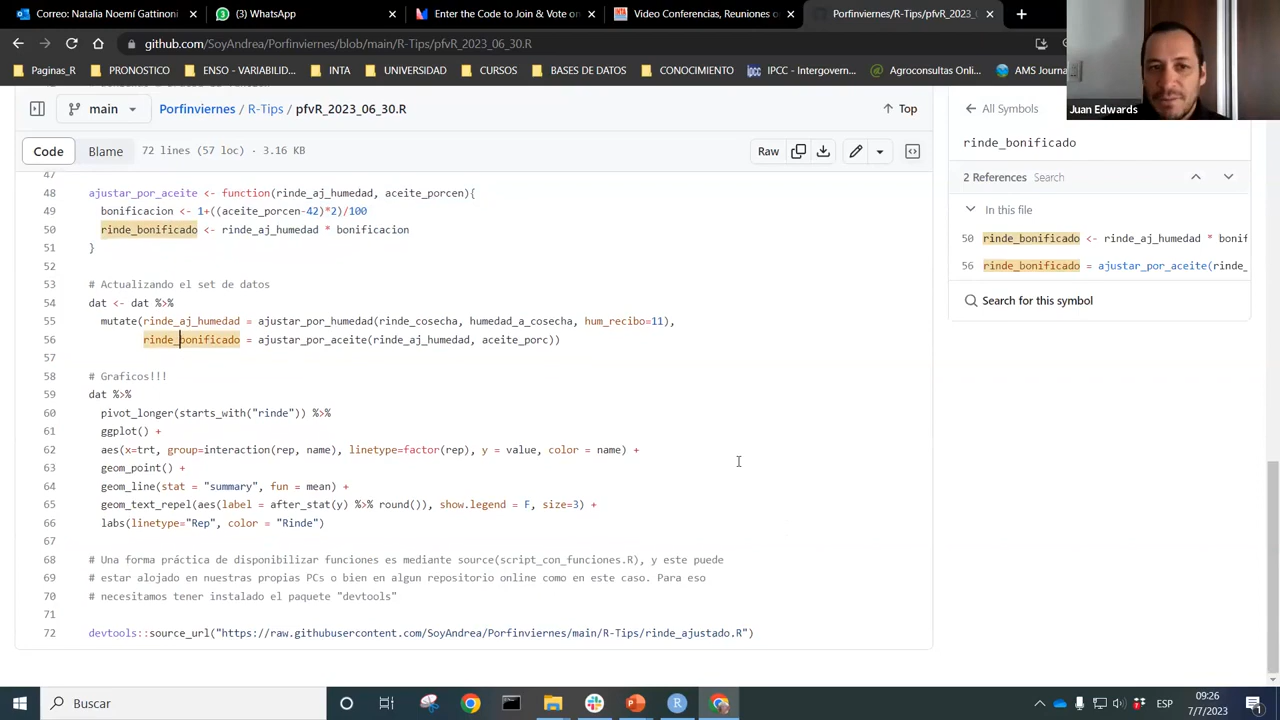 Correo: Natalia Noemí Gattinoni
(3) WhatsApp
Enter the Code to Join & Vote on
Video Conferencias, Reuniones o
Porfinviernes/R-Tips/pfvR_2023_
github.com/SoyAndrea/Porfinviernes/blob/main/R-Tips/pfvR_2023_06_30.R
Paginas_R
PRONOSTICO
ENSO - VARIABILID...
INTA
UNIVERSIDAD
CURSOS
BASES DE DATOS
CONOCIMIENTO
IPCC - Intergovern...
Agroconsultas Onli...
AMS Journa
Juan Edwards
main
Porfinviernes / R-Tips / pfvR_2023_06_30.R
Top
All Symbols
Code
Blame
72 lines (57 loc) · 3.16 KB
Raw
rinde_bonificado
2 References Search
In this file
50 rinde_bonificado <- rinde_aj_humedad * bonif
56 rinde_bonificado = ajustar_por_aceite(rinde_
Search for this symbol
47
48 ajustar_por_aceite <- function(rinde_aj_humedad, aceite_porcen){
49 bonificacion <- 1+((aceite_porcen-42)*2)/100
50 rinde_bonificado <- rinde_aj_humedad * bonificacion
51 }
52
53 # Actualizando el set de datos
54 dat <- dat %>%
55 mutate(rinde_aj_humedad = ajustar_por_humedad(rinde_cosecha, humedad_a_cosecha, hum_recibo=11),
56 rinde_bonificado = ajustar_por_aceite(rinde_aj_humedad, aceite_porc))
57
58 # Graficos!!!
59 dat %>%
60 pivot_longer(starts_with("rinde")) %>%
61 ggplot() +
62 aes(x=trt, group=interaction(rep, name), linetype=factor(rep), y = value, color = name) +
63 geom_point() +
64 geom_line(stat = "summary", fun = mean) +
65 geom_text_repel(aes(label = after_stat(y) %>% round()), show.legend = F, size=3) +
66 labs(linetype="Rep", color = "Rinde")
67
68 # Una forma práctica de disponibilizar funciones es mediante source(script_con_funciones.R), y este puede
69 # estar alojado en nuestras propias PCs o bien en algun repositorio online como en este caso. Para eso
70 # necesitamos tener instalado el paquete "devtools"
71
72 devtools::source_url("https://raw.githubusercontent.com/SoyAndrea/Porfinviernes/main/R-Tips/rinde_ajustado.R")
Buscar
ESP
09:26
7/7/2023